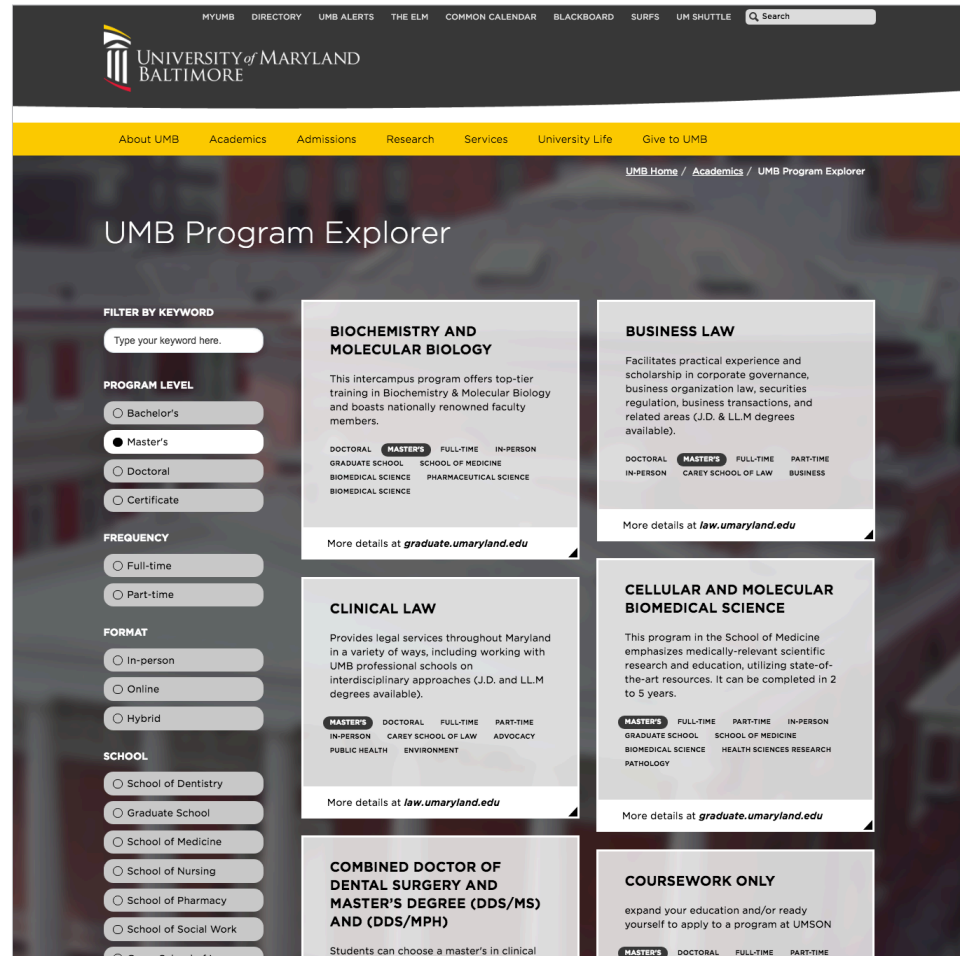 MYUMB DIRECTORY UMB ALERTS THE ELM COMMON CALENDAR BLACKBOARD SURFS UM SHUTTLE Search
UNIVERSITY of MARYLAND
BALTIMORE
About UMB Academics Admissions Research Services University Life Give to UMB
UMB Home / Academics / UMB Program Explorer
UMB Program Explorer
FILTER BY KEYWORD
Type your keyword here.
PROGRAM LEVEL
Bachelor's
Master's
Doctoral
Certificate
FREQUENCY
Full-time
Part-time
FORMAT
In-person
Online
Hybrid
SCHOOL
School of Dentistry
Graduate School
School of Medicine
School of Nursing
School of Pharmacy
School of Social Work
BIOCHEMISTRY AND
MOLECULAR BIOLOGY
This intercampus program offers top-tier
training in Biochemistry & Molecular Biology
and boasts nationally renowned faculty
members.
DOCTORAL MASTER'S FULL-TIME IN-PERSON
GRADUATE SCHOOL SCHOOL OF MEDICINE
BIOMEDICAL SCIENCE PHARMACEUTICAL SCIENCE
BIOMEDICAL SCIENCE
More details at graduate.umaryland.edu
BUSINESS LAW
Facilitates practical experience and
scholarship in corporate governance,
business organization law, securities
regulation, business transactions, and
related areas (J.D. & LL.M degrees
available).
DOCTORAL MASTER'S FULL-TIME PART-TIME
IN-PERSON CAREY SCHOOL OF LAW BUSINESS
More details at law.umaryland.edu
CLINICAL LAW
Provides legal services throughout Maryland
in a variety of ways, including working with
UMB professional schools on
interdisciplinary approaches (J.D. and LL.M
degrees available).
MASTER'S DOCTORAL FULL-TIME PART-TIME
IN-PERSON CAREY SCHOOL OF LAW ADVOCACY
PUBLIC HEALTH ENVIRONMENT
More details at law.umaryland.edu
CELLULAR AND MOLECULAR
BIOMEDICAL SCIENCE
This program in the School of Medicine
emphasizes medically-relevant scientific
research and education, utilizing state-of-
the-art resources. It can be completed in 2
to 5 years.
MASTER'S FULL-TIME PART-TIME IN-PERSON
GRADUATE SCHOOL SCHOOL OF MEDICINE
BIOMEDICAL SCIENCE HEALTH SCIENCES RESEARCH
PATHOLOGY
More details at graduate.umaryland.edu
COMBINED DOCTOR OF
DENTAL SURGERY AND
MASTER'S DEGREE (DDS/MS)
AND (DDS/MPH)
Students can choose a master's in clinical
COURSEWORK ONLY
expand your education and/or ready
yourself to apply to a program at UMSON
MASTER'S DOCTORAL FULL-TIME PART-TIME